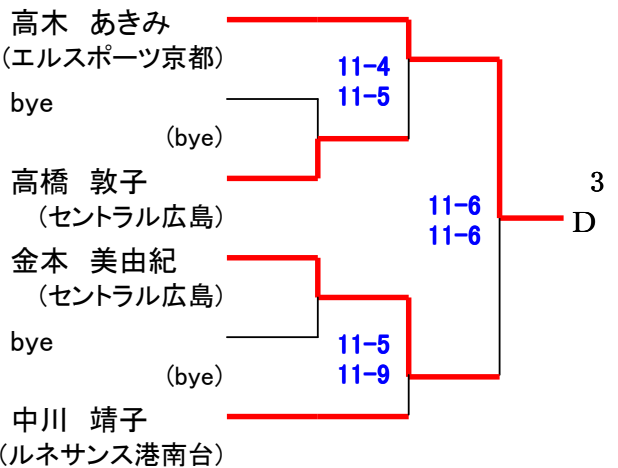 高木　あきみ
(エルスポーツ京都)
11-4
11-5
bye
(bye)
高橋　敦子
(セントラル広島)
3
11-6
11-6
D
金本　美由紀
(セントラル広島)
bye
(bye)
11-5
11-9
中川　靖子
(ルネサンス港南台)